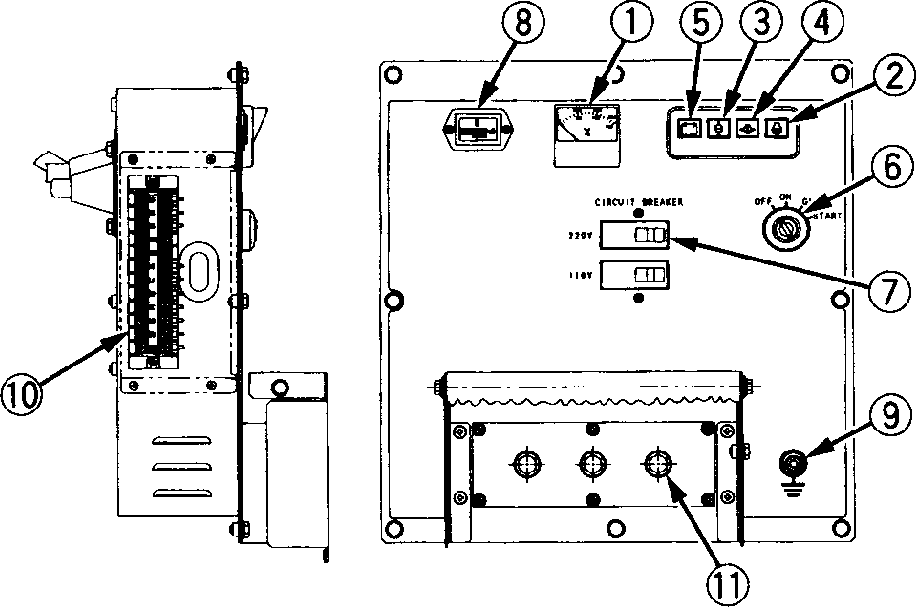 8 1 5 3 4
2
CIRCUIT BREAKER
OFF ON START
6
220V
7
110V
10
9
11